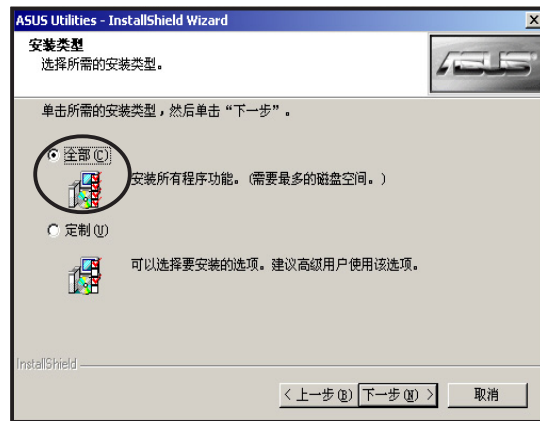 ASUS Utilities - InstallShield Wizard
安装类型
选择所需的安装类型。
ASUS
单击所需的安装类型，然后单击“下一步”。
全部(C)
安装所有程序功能。(需要最多的磁盘空间。)
定制(U)
可以选择要安装的选项。建议高级用户使用该选项。
InstallShield
< 上一步(B) 下一步(N) > 取消